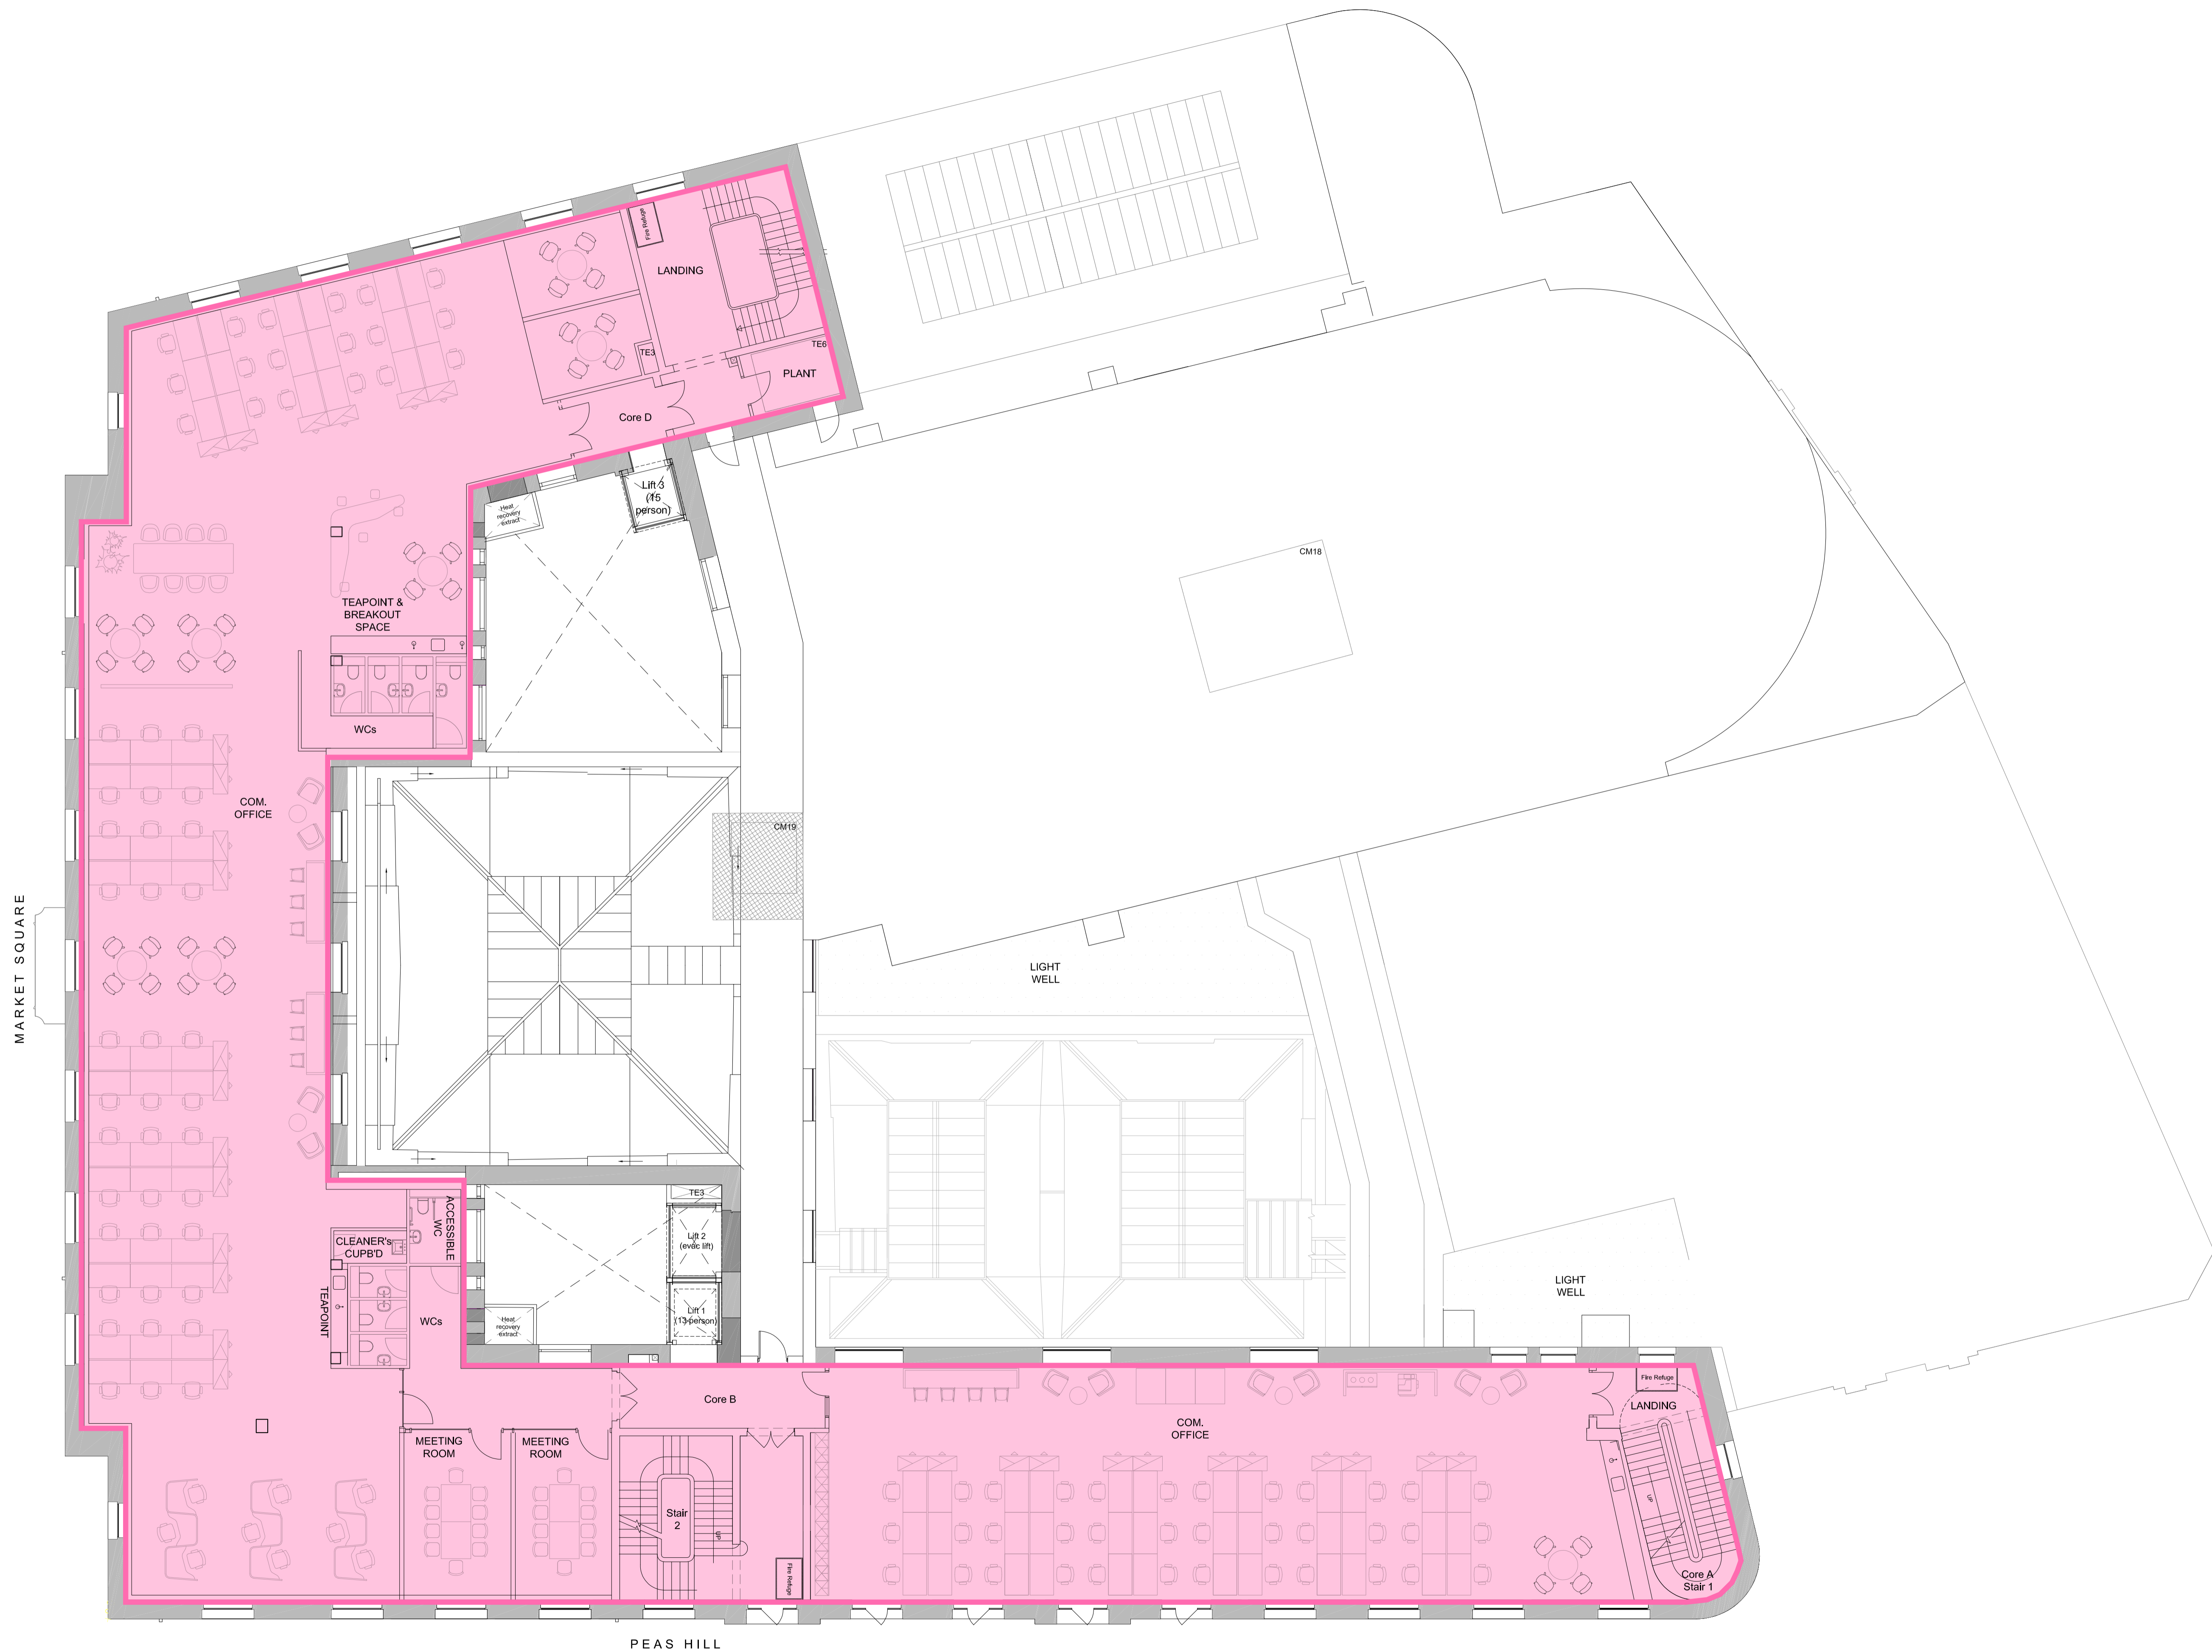 Fire Refuge
LANDING
TE3
TE6
PLANT
Core D
Lift 3
(15
person)
Heat
recovery
extract
CM18
TEAPOINT &
BREAKOUT
SPACE
WCs
COM.
OFFICE
CM19
MARKET SQUARE
LIGHT
WELL
TE3
ACCESSIBLE
WC
CLEANER's
CUPB'D
Lift 2
(evac lift)
TEAPOINT
WCs
Heat
recovery
extract
Lift 1
(13 person)
LIGHT
WELL
Core B
Fire Refuge
LANDING
MEETING
ROOM
MEETING
ROOM
COM.
OFFICE
Stair
2
UP
UP
Fire Refuge
Core A
Stair 1
PEAS HILL